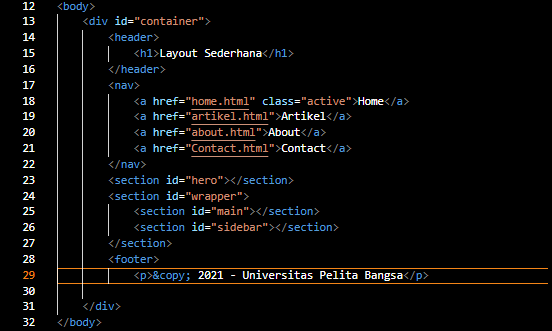 12 <body>
13 <div id="container">
14 <header>
15 <h1>Layout Sederhana</h1>
16 </header>
17 <nav>
18 <a href="home.html" class="active">Home</a>
19 <a href="artikel.html">Artikel</a>
20 <a href="about.html">About</a>
21 <a href="Contact.html">Contact</a>
22 </nav>
23 <section id="hero"></section>
24 <section id="wrapper">
25 <section id="main"></section>
26 <section id="sidebar"></section>
27 </section>
28 <footer>
29 <p>&copy; 2021 - Universitas Pelita Bangsa</p>
30
31 </div>
32 </body>